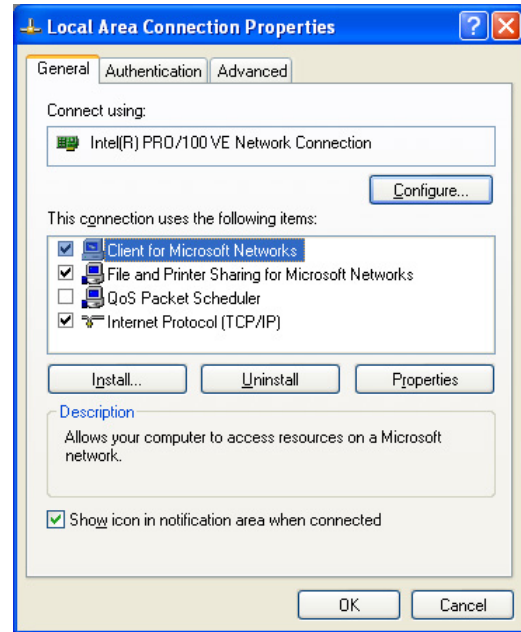 Local Area Connection Properties
General Authentication Advanced
Connect using:
Intel(R) PRO/100 VE Network Connection
Configure...
This connection uses the following items:
Client for Microsoft Networks
File and Printer Sharing for Microsoft Networks
QoS Packet Scheduler
Internet Protocol (TCP/IP)
Install... Uninstall Properties
Description
Allows your computer to access resources on a Microsoft
network.
Show icon in notification area when connected
OK Cancel